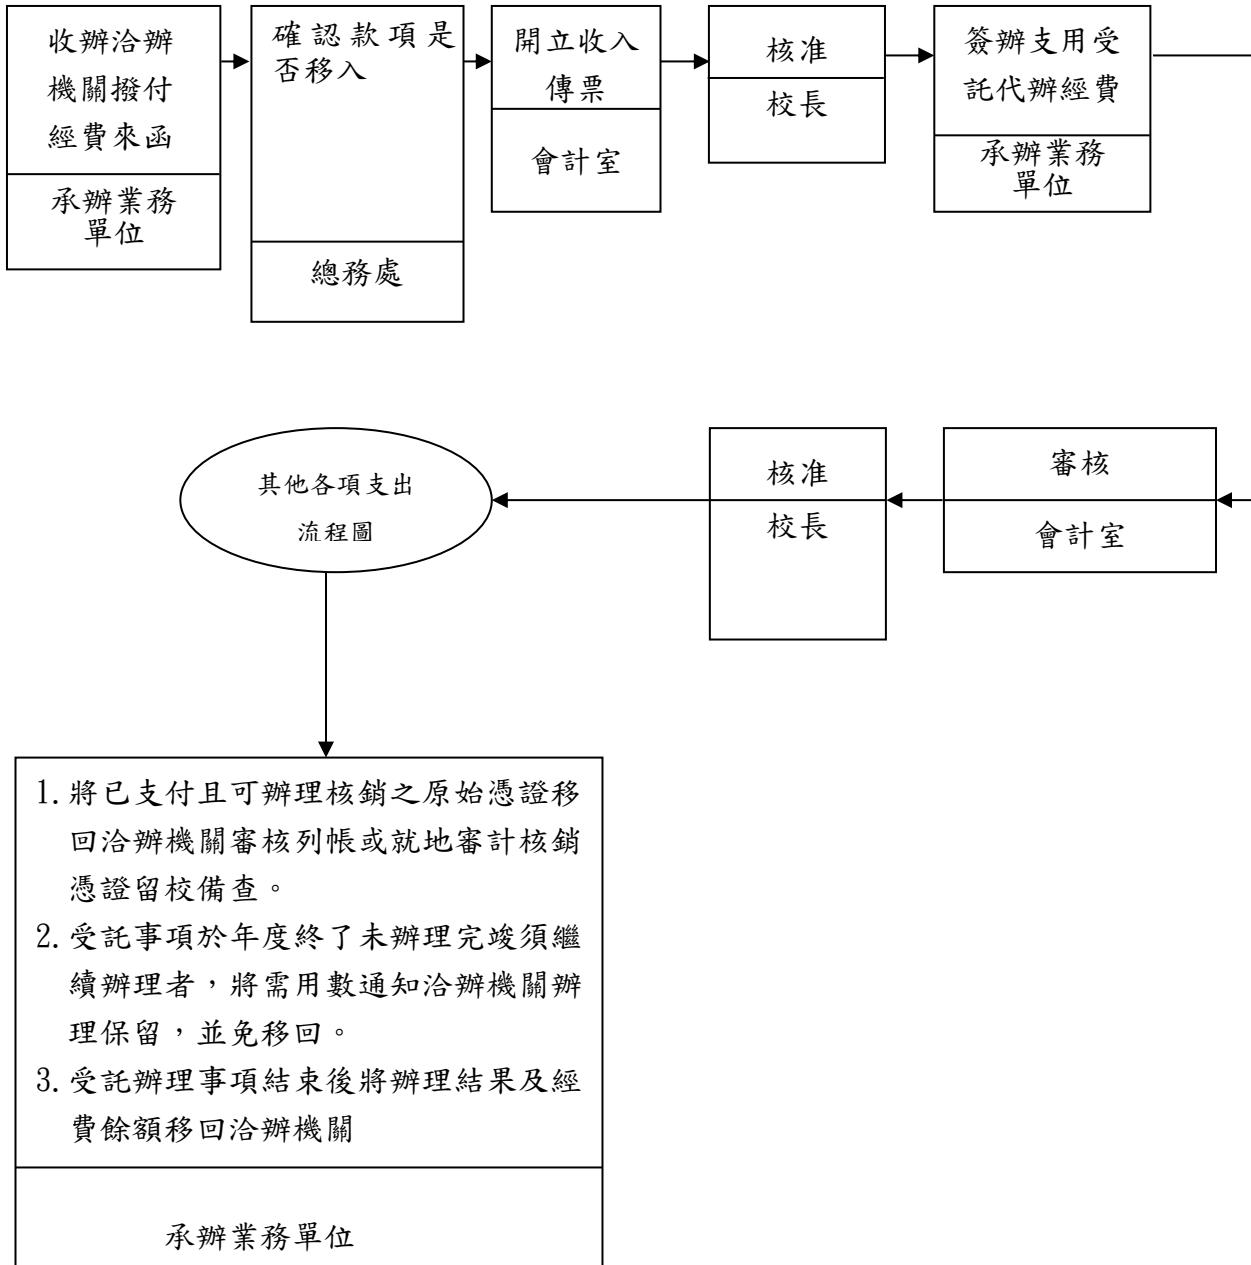 收辦洽辦
機關撥付
經費來函
承辦業務
單位
確認款項是
否移入
總務處
開立收入
傳票
會計室
核准
校長
簽辦支用受
託代辦經費
承辦業務
單位
審核
會計室
核准
校長
其他各項支出
流程圖
1. 將已支付且可辦理核銷之原始憑證移
回洽辦機關審核列帳或就地審計核銷
憑證留校備查。
2. 受託事項於年度終了未辦理完竣須繼
續辦理者，將需用數通知洽辦機關辦
理保留，並免移回。
3. 受託辦理事項結束後將辦理結果及經
費餘額移回洽辦機關
承辦業務單位